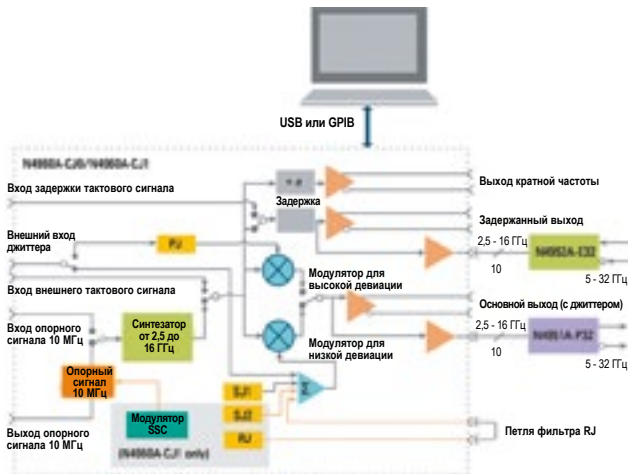 USB или GPIB
N4960A-CJ0/N4960A-CJ1
Вход задержки тактового сигнала
Задержка
Выход кратной частоты
Задержанный выход
Внешний вход
джиттера
PJ
2,5 - 16 ГГц
10
5 - 32 ГГц
Вход внешнего тактового сигнала
Модулятор для
высокой девиации
Основной выход (с джиттером)
Вход опорного
сигнала 10 МГц
Синтезатор
от 2,5 до
16 ГГц
2,5 - 16 ГГц
N4951A-P32
10
5 - 32 ГГц
Модулятор для
низкой девиации
Опорный
сигнал
10 МГц
SJ1
SJ2
RJ
Модулятор
SSC
(N4960A-CJ1 only)
Выход опорного
сигнала 10 МГц
Петля фильтра RJ